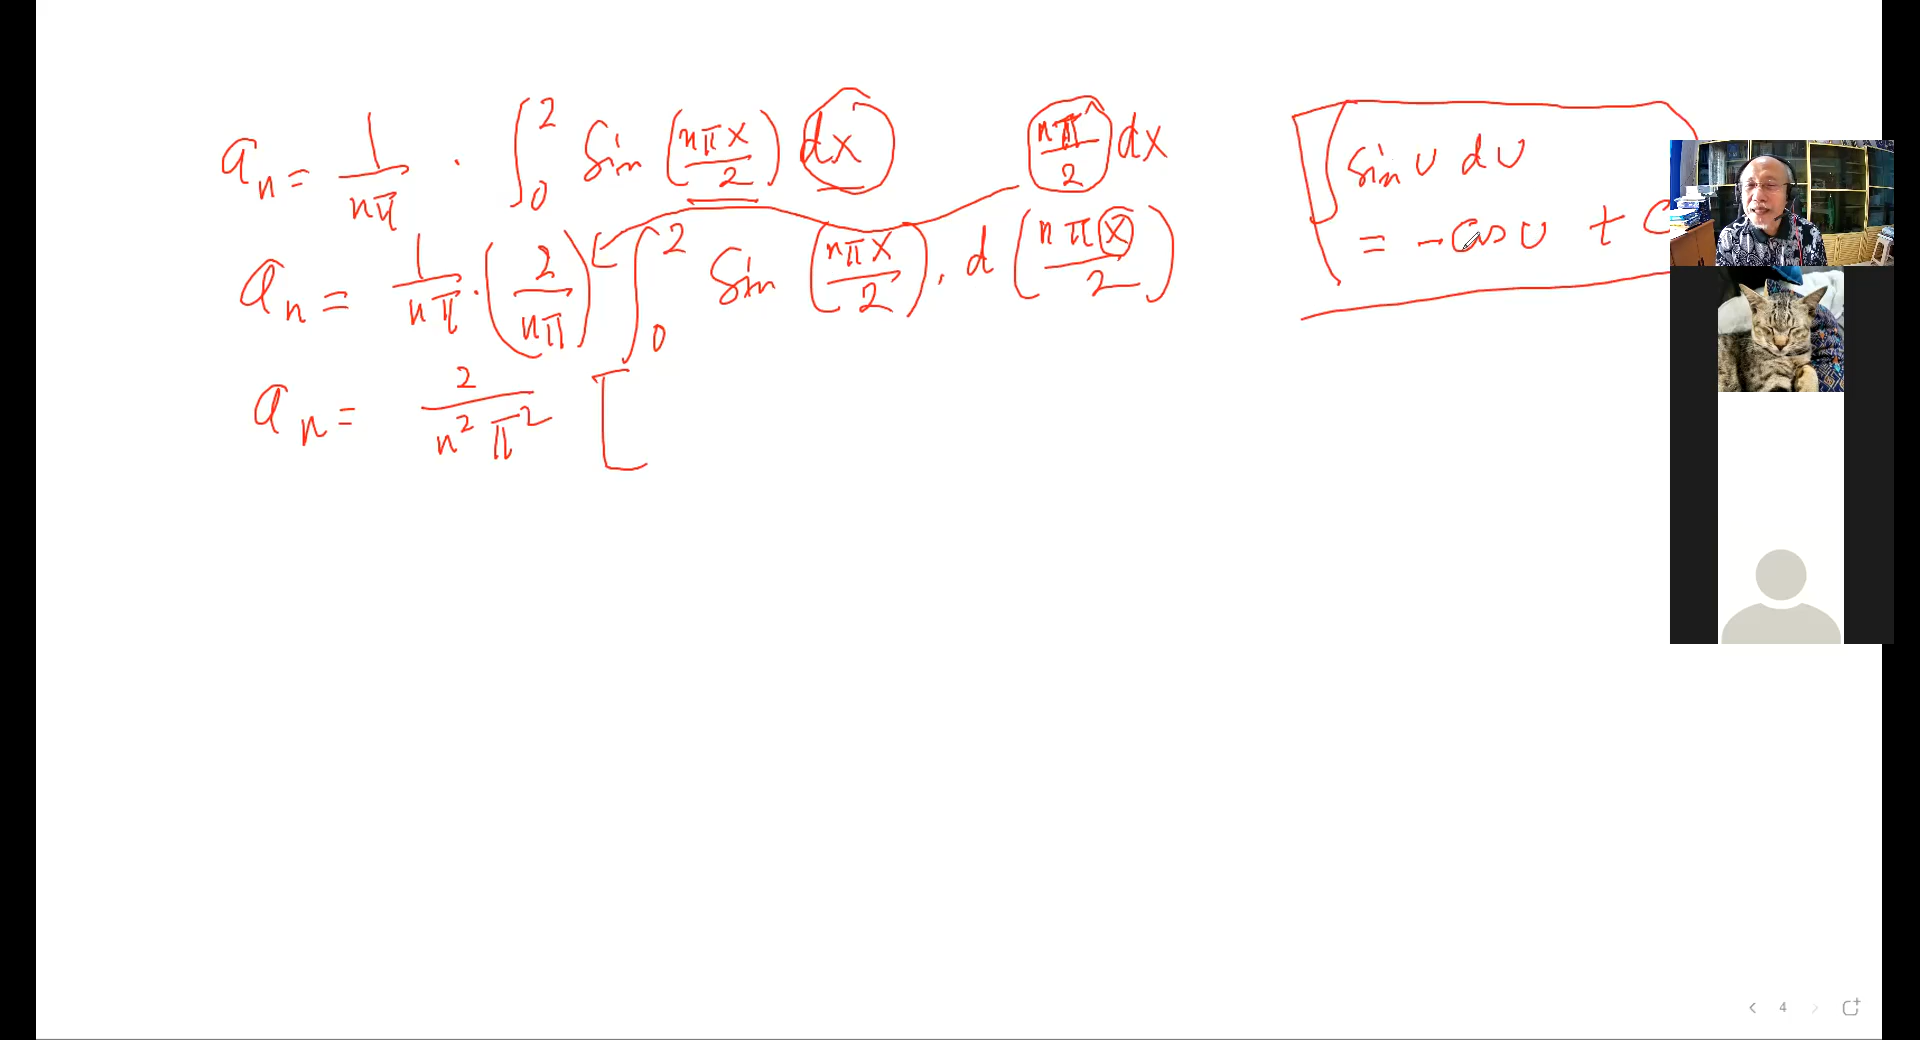 aₙ = 1/nπ · ∫₀² Sin (nπx/2) dx nπ/2 dx
aₙ = 1/nπ · (2/nπ) ∫₀² Sin (nπx/2) . d (nπx/2)
aₙ = 2/n²π² [
∫ Sin u du
= - Cos u + C
< 4 >